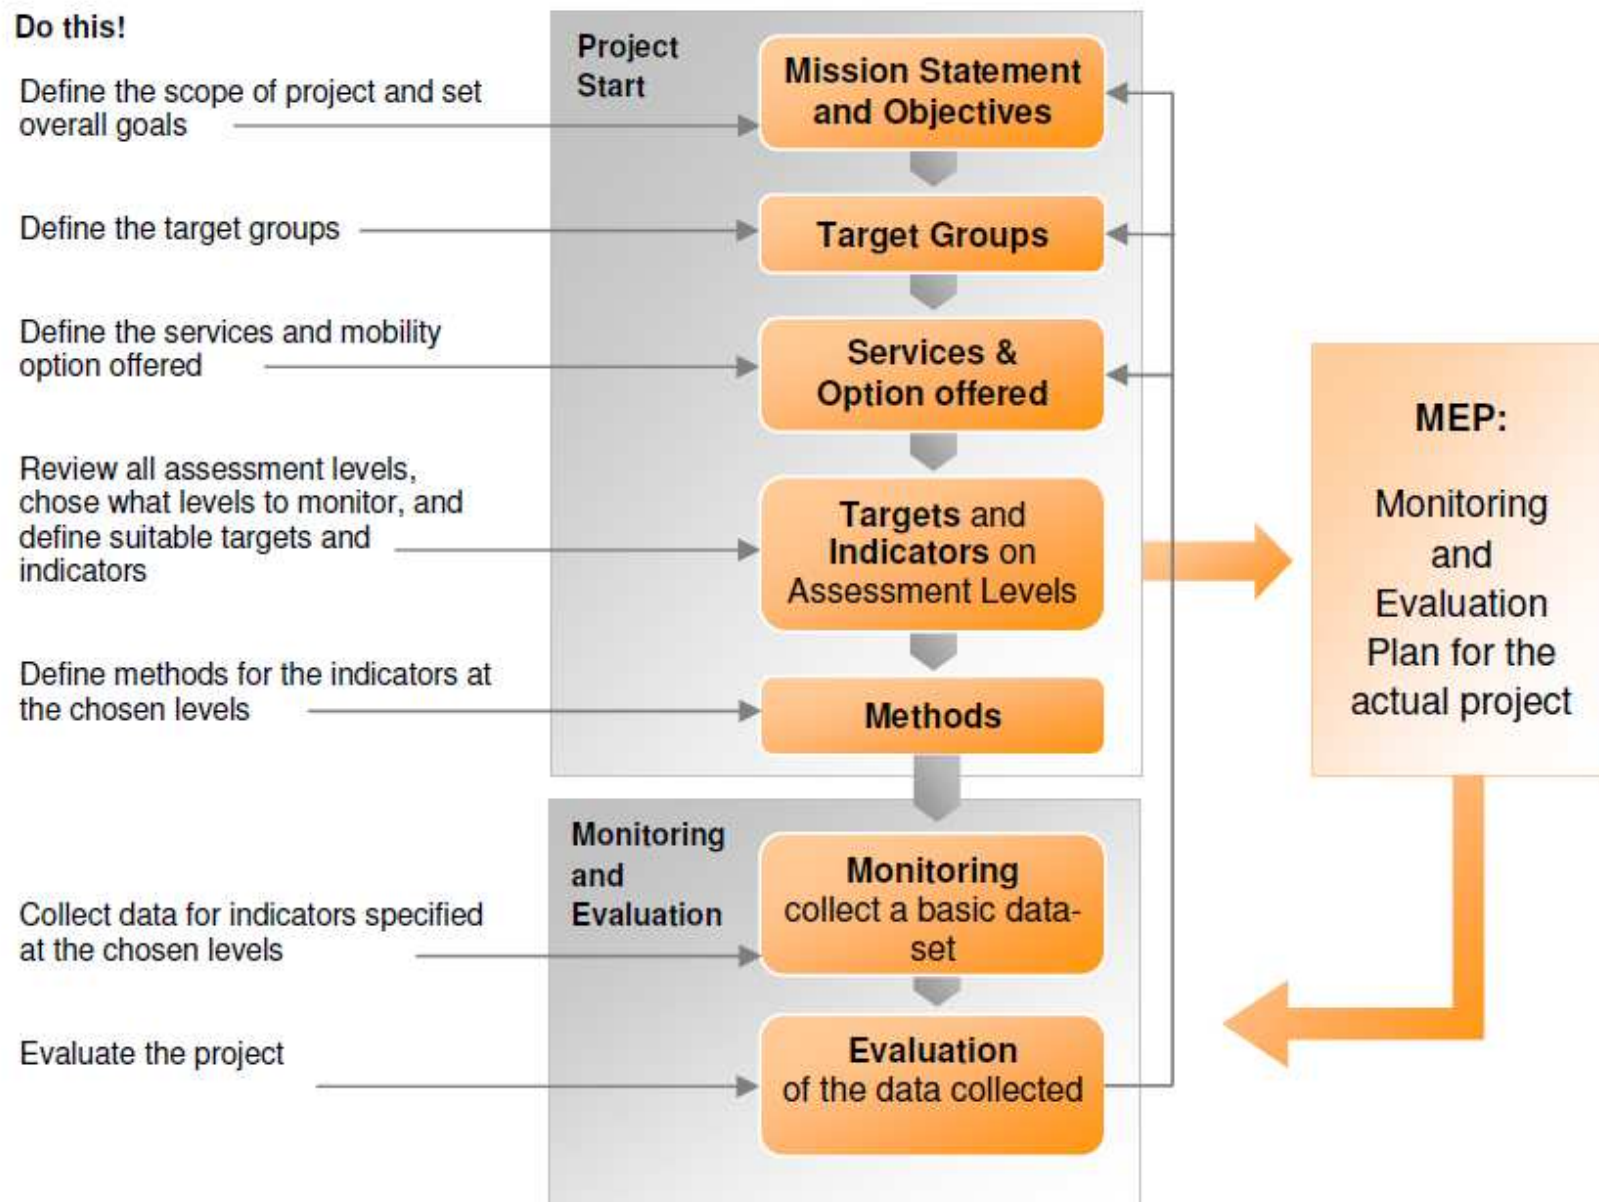 Do this!
Define the scope of project and set
overall goals
Define the target groups
Define the services and mobility
option offered
Review all assessment levels,
chose what levels to monitor, and
define suitable targets and
indicators
Define methods for the indicators at
the chosen levels
Collect data for indicators specified
at the chosen levels
Evaluate the project
Project
Start
Mission Statement
and Objectives
Target Groups
Services &
Option offered
Targets and
Indicators on
Assessment Levels
Methods
Monitoring
and
Evaluation
Monitoring
collect a basic data-
set
Evaluation
of the data collected
MEP:
Monitoring
and
Evaluation
Plan for the
actual project